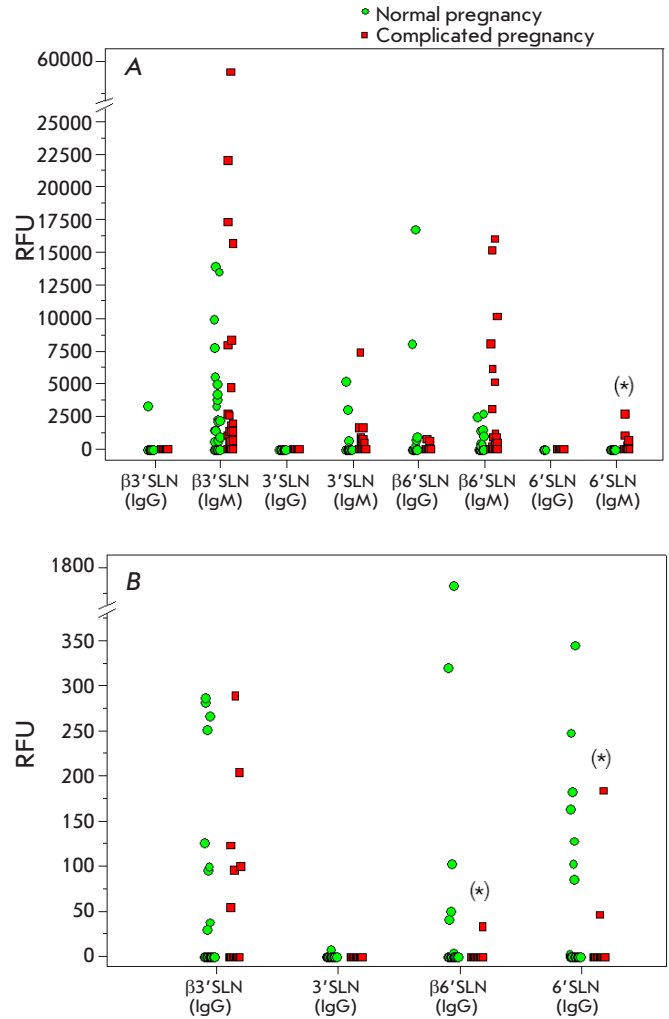 Normal pregnancy
Complicated pregnancy
A
60000
25000
22500
20000
17500
15000
12500
10000
7500
5000
2500
0
RFU
(*)
β3′SLN β3′SLN 3′SLN 3′SLN β6′SLN β6′SLN 6′SLN 6′SLN
(IgG) (IgM) (IgG) (IgM) (IgG) (IgM) (IgG) (IgM)
B
1800
350
300
250
200
150
100
50
0
RFU
(*)
(*)
β3′SLN 3′SLN β6′SLN 6′SLN
(IgG) (IgG) (IgG) (IgG)